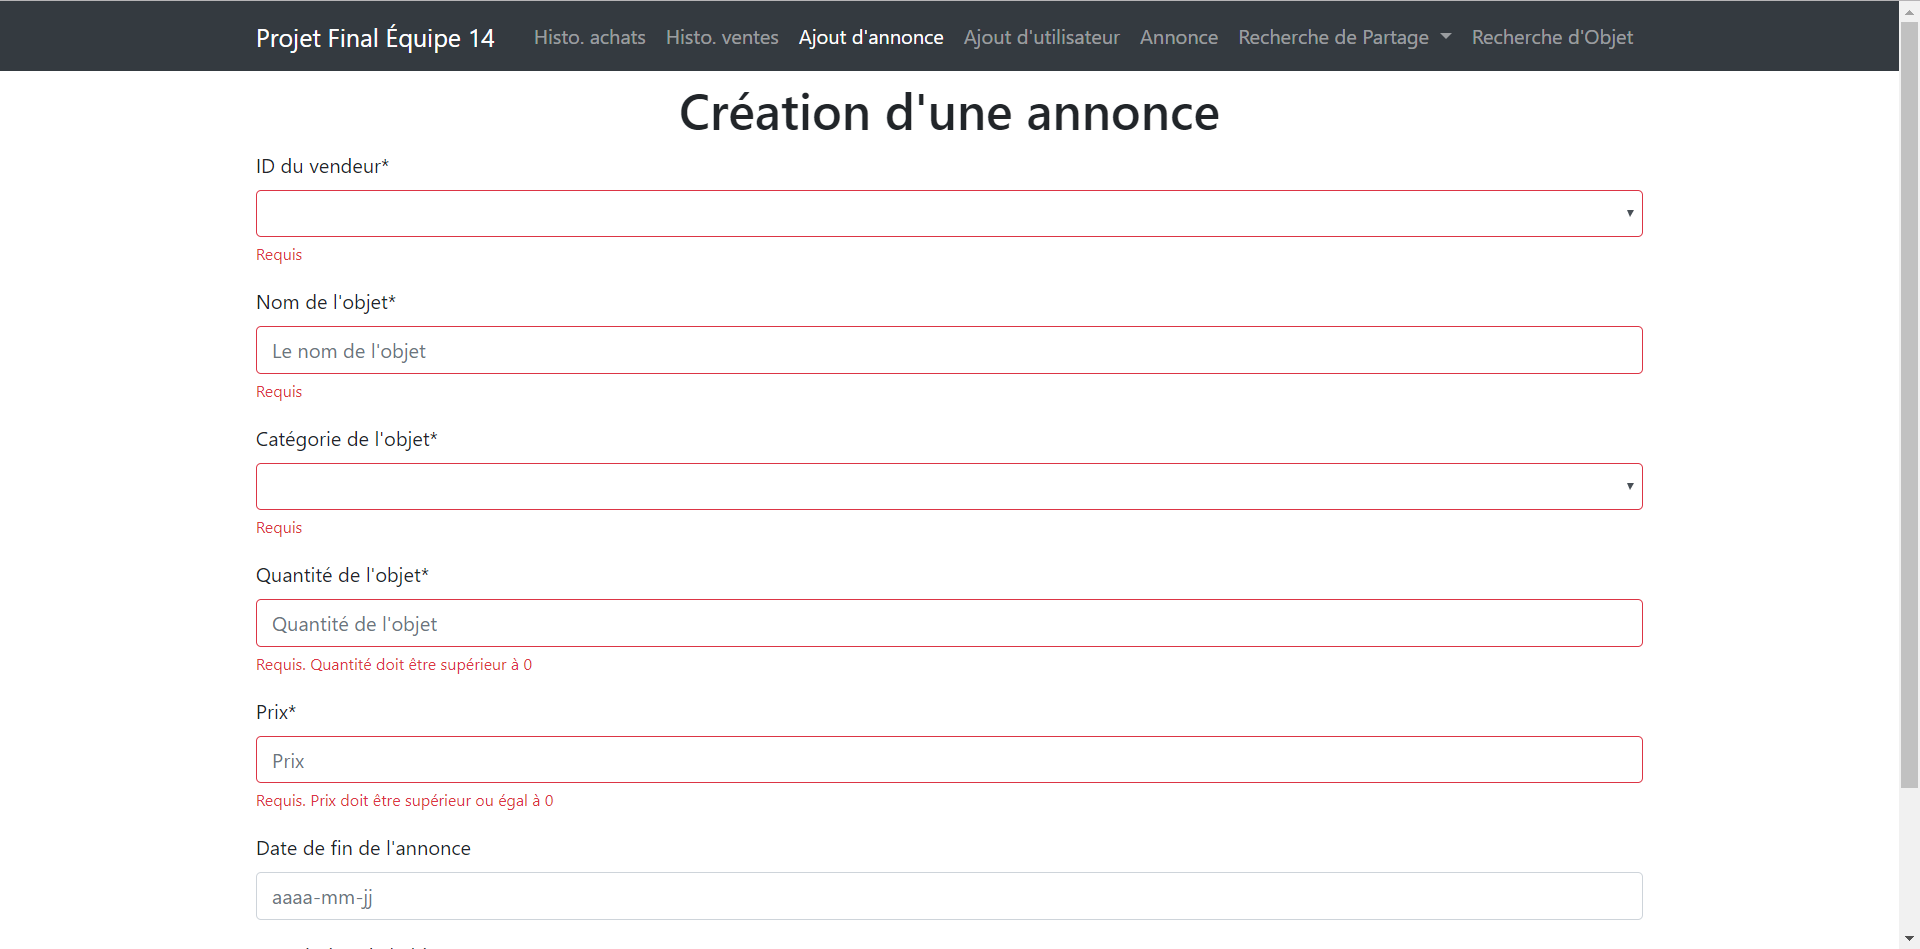 Projet Final Équipe 14 Histo. achats Histo. ventes Ajout d'annonce Ajout d'utilisateur Annonce Recherche de Partage Recherche d'Objet
Création d'une annonce
ID du vendeur*
Requis
Nom de l'objet*
Le nom de l'objet
Requis
Catégorie de l'objet*
Requis
Quantité de l'objet*
Quantité de l'objet
Requis. Quantité doit être supérieur à 0
Prix*
Prix
Requis. Prix doit être supérieur ou égal à 0
Date de fin de l'annonce
aaaa-mm-jj